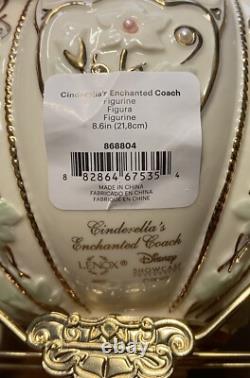 Cinderella's Enchanted Coach
Figurine
Figura
Figurine
8.6in (21,8cm)
868804
8 82864 67535 4
MADE IN CHINA
FABRICADO EN CHINA
FABRIQUE EN CHINE
Cinderella's
Enchanted Coach
LENOX
Disney
SHOWCASE